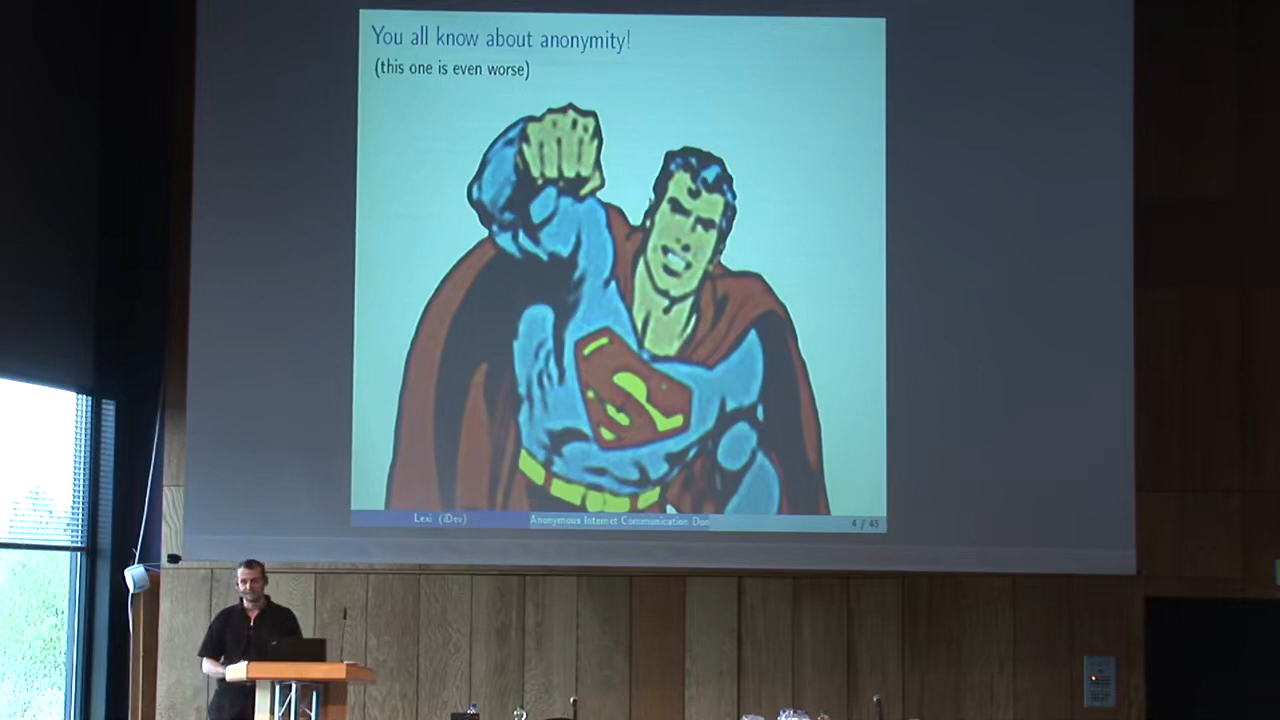 You all know about anonymity!
(this one is even worse)
Lexi (iDev)
Anonymous Internet Communication Don
4 / 45